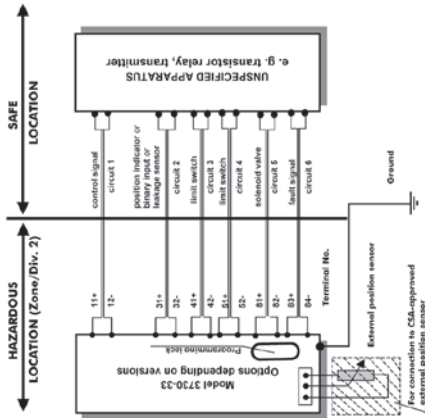 SAFE
LOCATION
HAZARDOUS
LOCATION (Zone/Div. 2)
UNSPECIFIED APPARATUS
e. g. transistor relay, transmitter
control signal
circuit 1
position indicator or
binary input or
leakage sensor
circuit 2
limit switch
circuit 3
limit switch
circuit 4
solenoid valve
circuit 5
fault signal
circuit 6
Ground
11+
12-
31+
32-
41+
42-
51+
52-
81+
82-
83+
84-
Terminal No.
Model 3730-33
Options depending on versions
Programming jack
External position sensor
For connection to CSA-approved
external position sensor